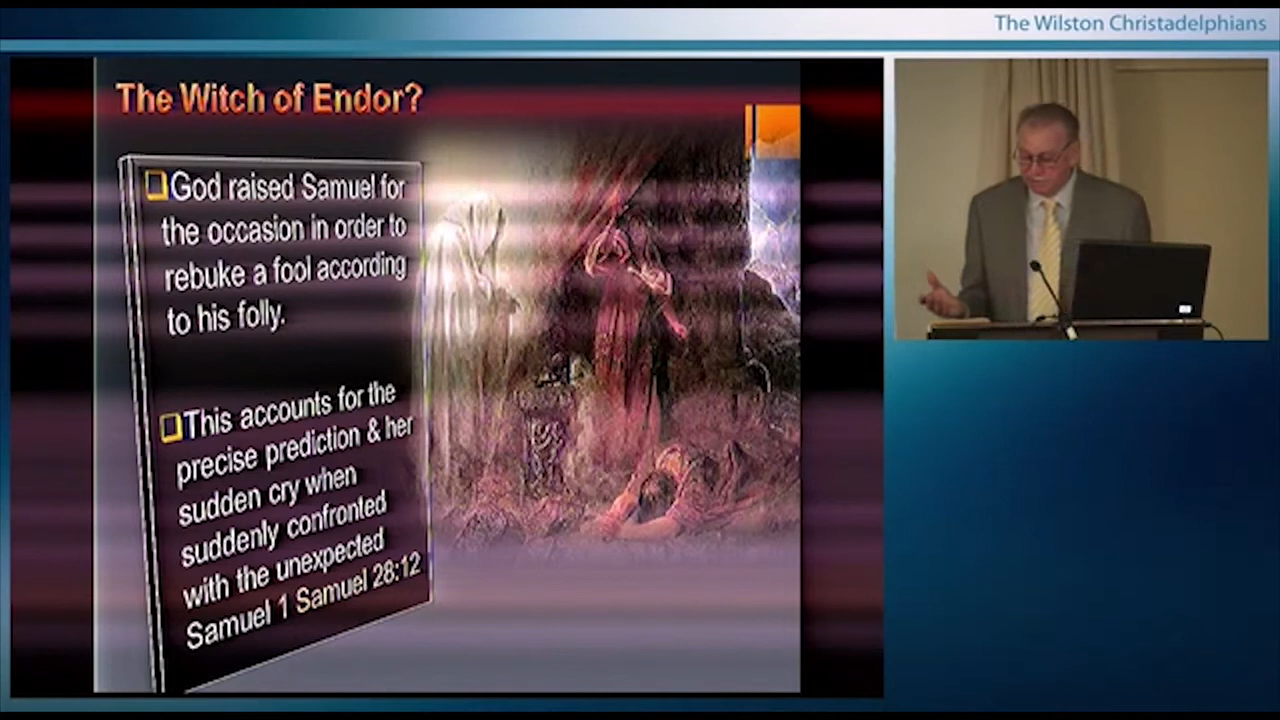 The Wilston Christadelphians
The Witch of Endor?
God raised Samuel for
the occasion in order to
rebuke a fool according
to his folly.
This accounts for the
precise prediction & her
sudden cry when
suddenly confronted
with the unexpected
Samuel 1 Samuel 28:12